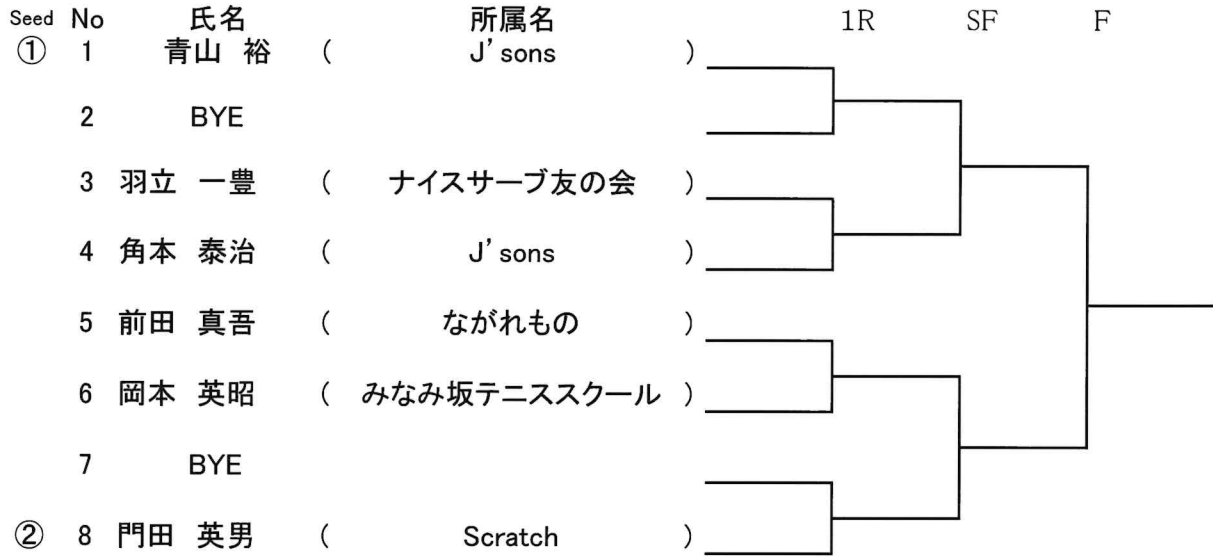 Seed No 氏名 所属名 1R SF F
① 1 青山 裕 ( J'sons )
2 BYE
3 羽立 一豊 ( ナイスサーブ友の会 )
4 角本 泰治 ( J'sons )
5 前田 真吾 ( ながれもの )
6 岡本 英昭 ( みなみ坂テニススクール )
7 BYE
② 8 門田 英男 ( Scratch )